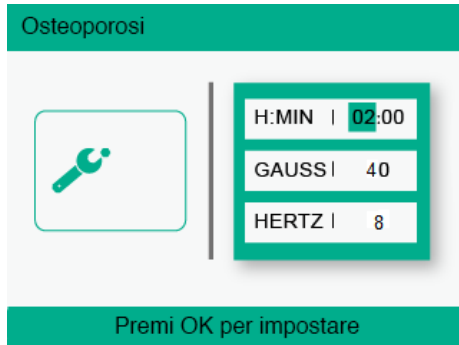 Osteoporosi
H:MIN | 02:00
GAUSS | 40
HERTZ | 8
Premi OK per impostare